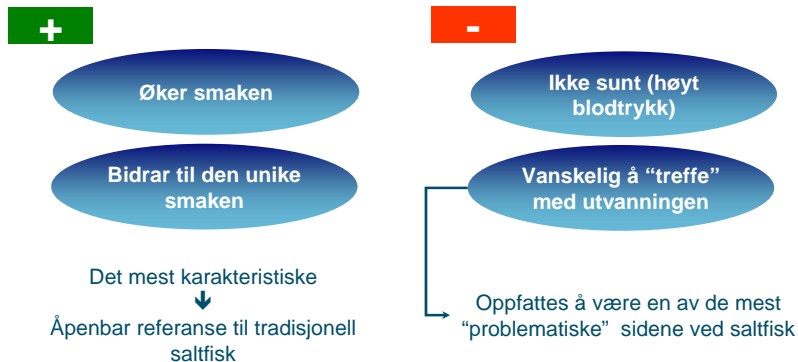 +
Øker smaken
Bidrar til den unike
smaken
Det mest karakteristiske
Åpenbar referanse til tradisjonell
saltfisk
-
Ikke sunt (høyt
blodtrykk)
Vanskelig å “treffe”
med utvanningen
Oppfattes å være en av de mest
“problematiske” sidene ved saltfisk